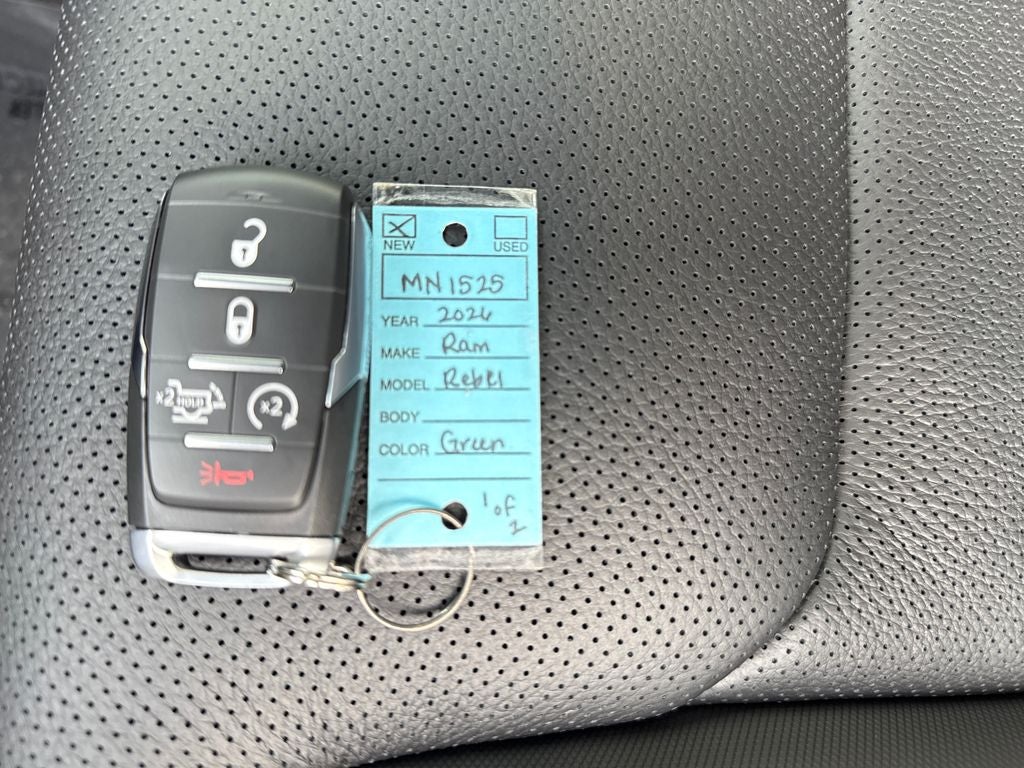 x2 HOLD x2
NEW USED
MN1525
YEAR 2026
MAKE Ram
MODEL Rebel
BODY
COLOR Green
1 of
2